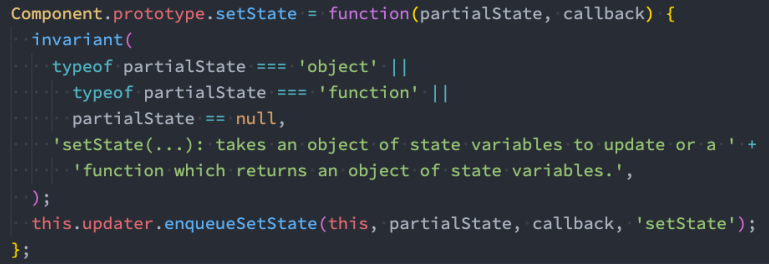 Component.prototype.setState = function(partialState, callback) {
  invariant(
    typeof partialState === 'object' ||
      typeof partialState === 'function' ||
      partialState == null,
    'setState(...): takes an object of state variables to update or a ' +
      'function which returns an object of state variables.',
  );
  this.updater.enqueueSetState(this, partialState, callback, 'setState');
};